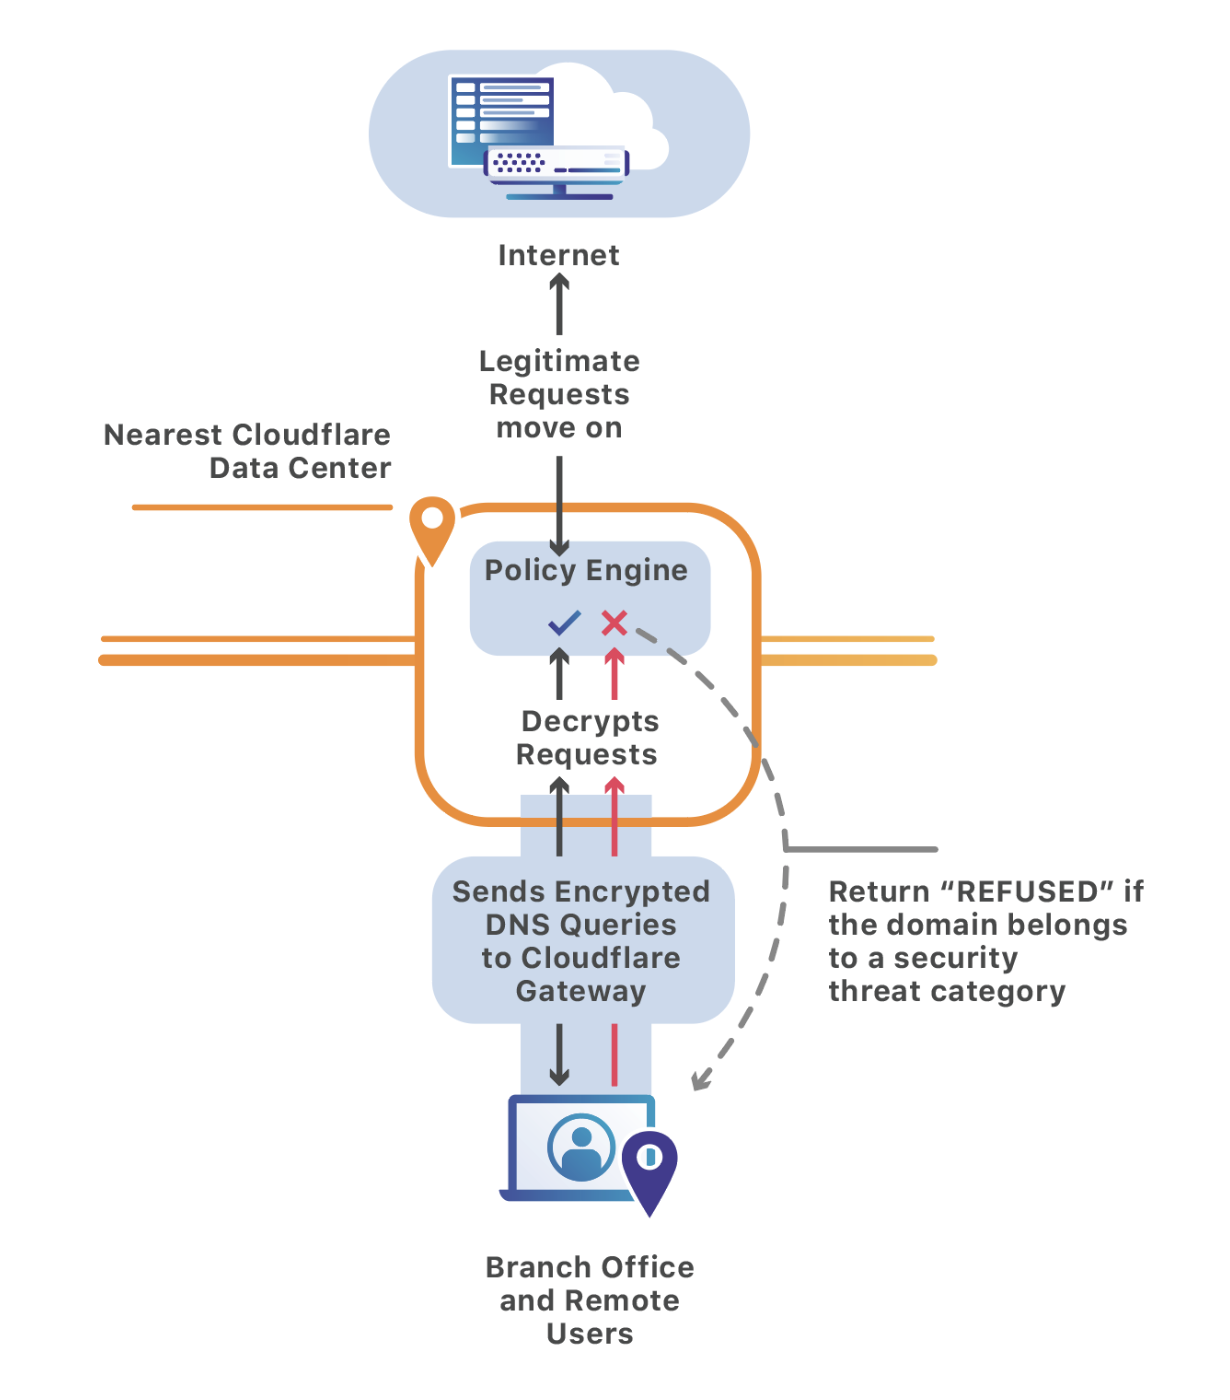 Internet
Legitimate
Requests
move on
Nearest Cloudflare
Data Center
Policy Engine
Decrypts
Requests
Sends Encrypted
DNS Queries
to Cloudflare
Gateway
Return “REFUSED” if
the domain belongs
to a security
threat category
Branch Office
and Remote
Users